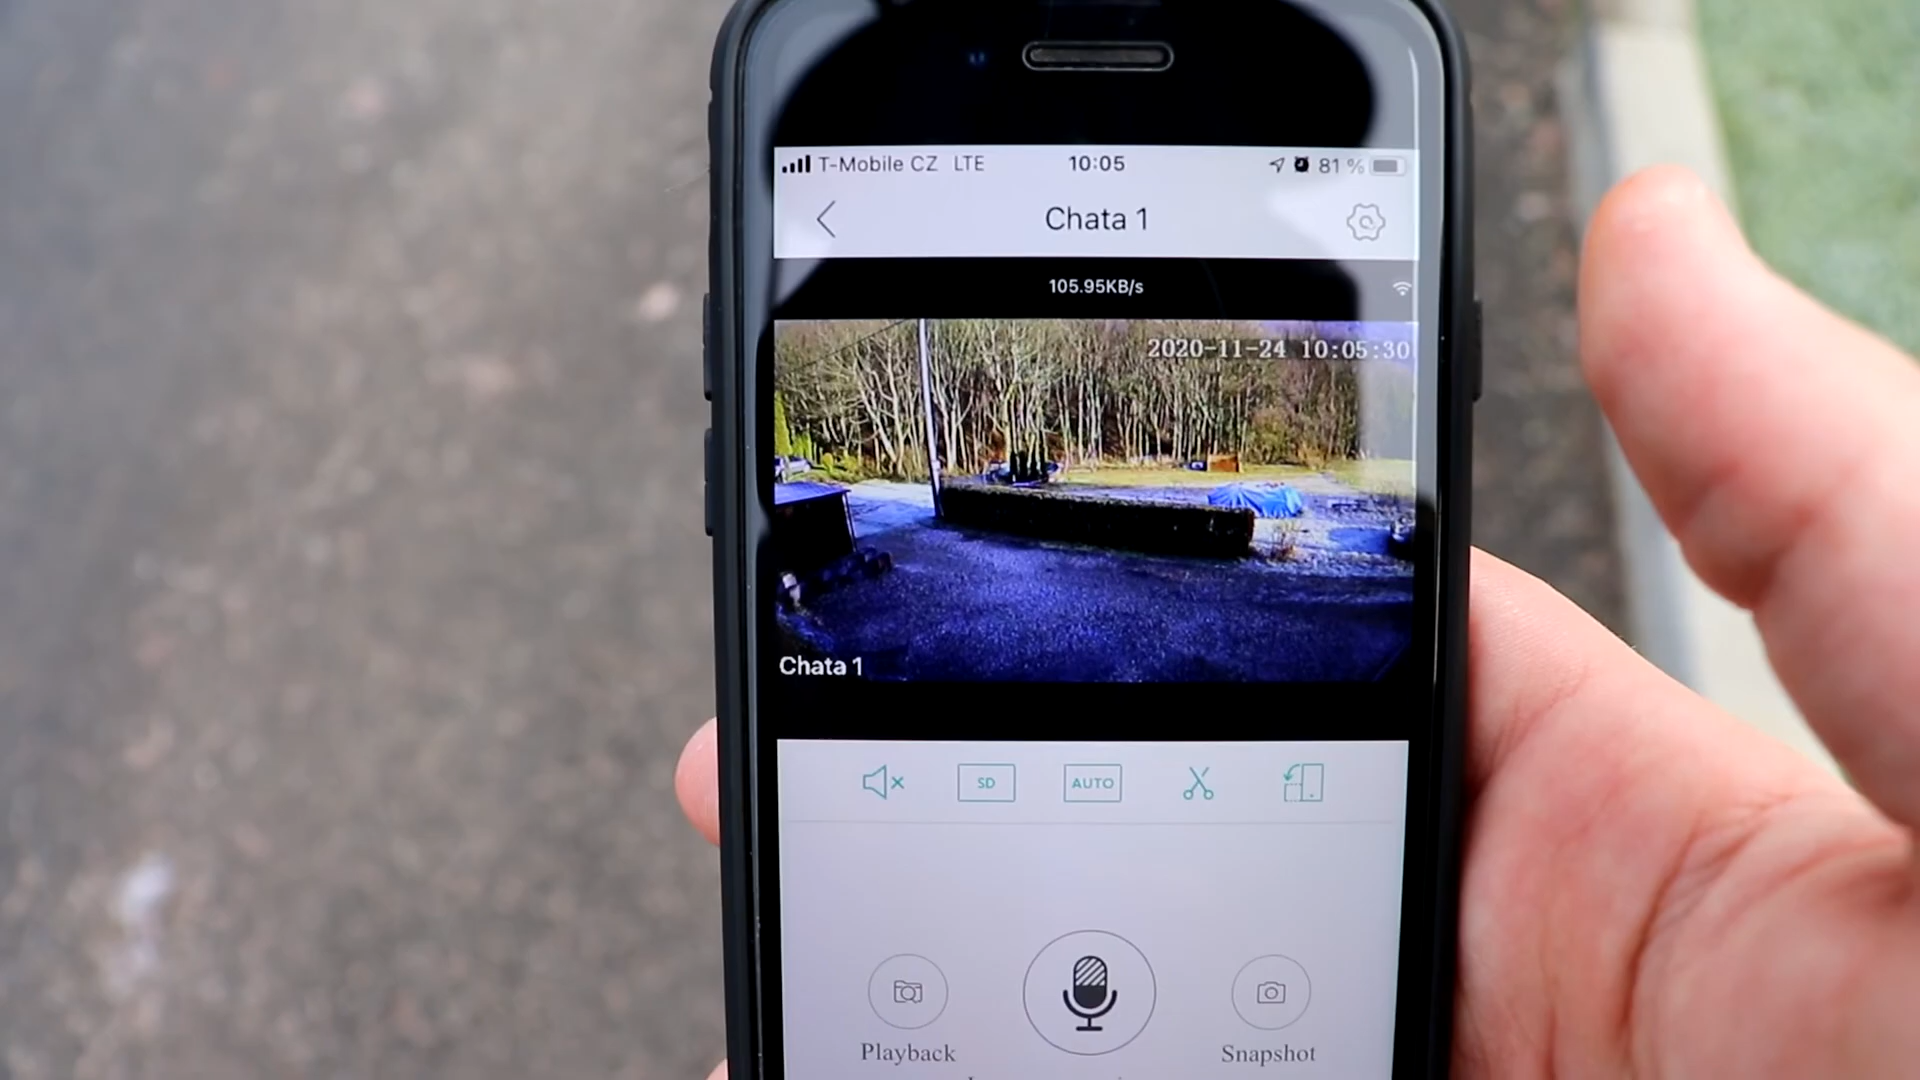 T-Mobile CZ LTE 10:05 81 %
Chata 1
105.95KB/s
2020-11-24 10:05:30
Chata 1
SD AUTO
Playback Snapshot